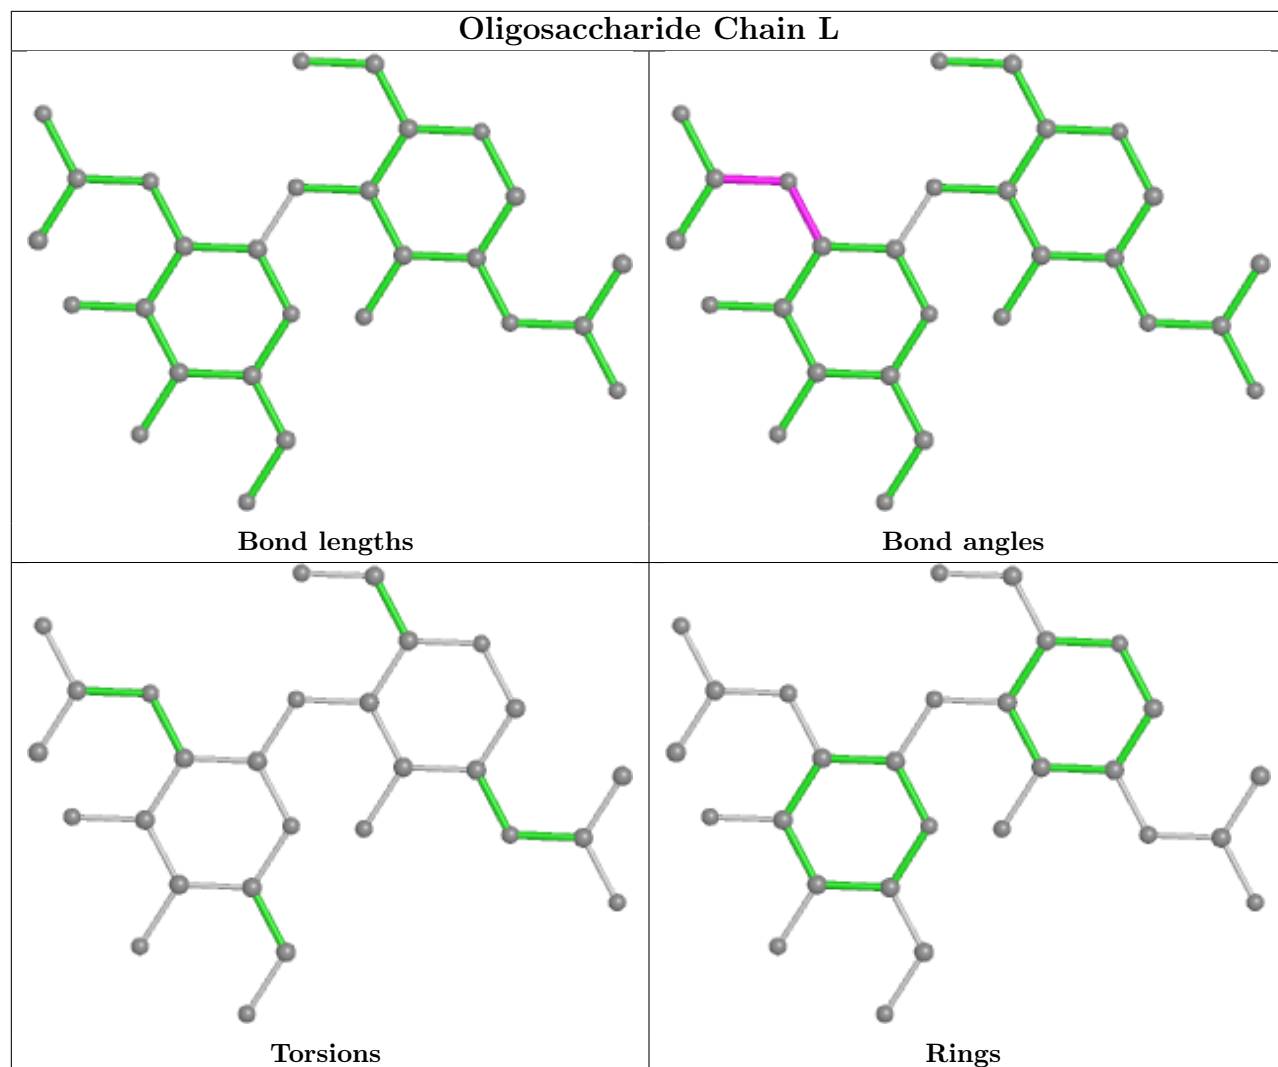 Oligosaccharide Chain L
Bond lengths
Bond angles
Torsions
Rings